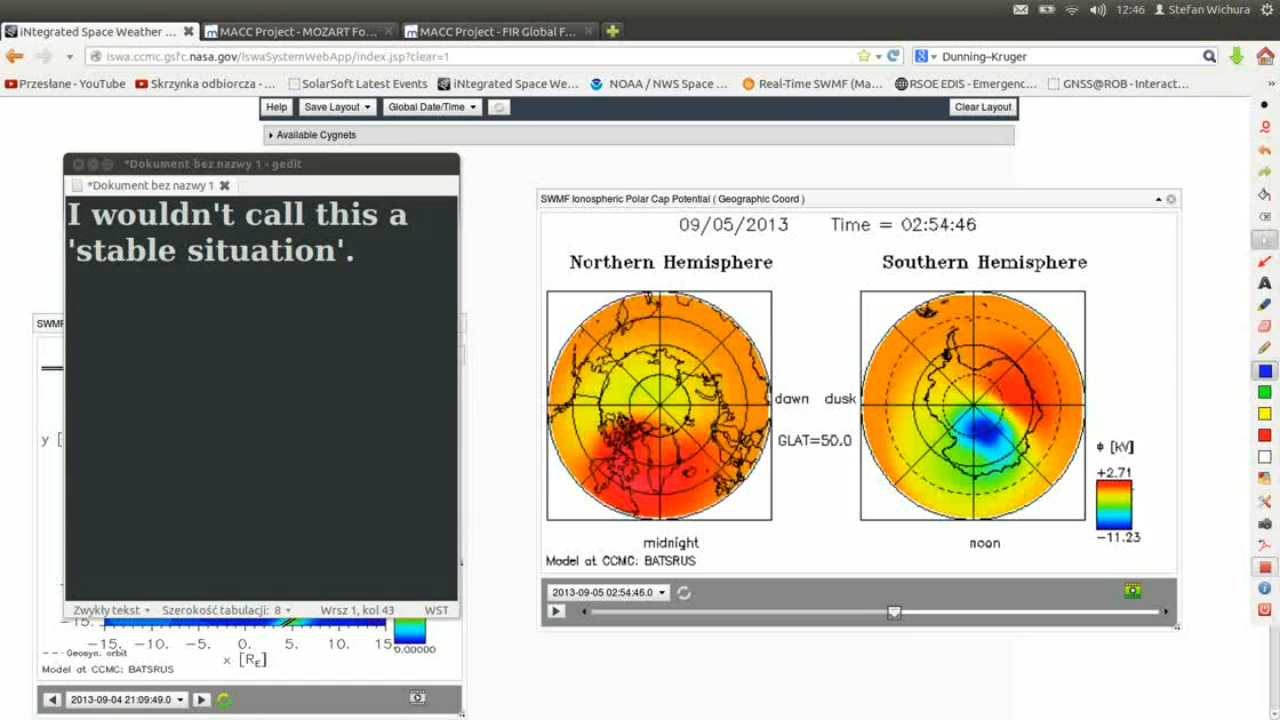 12:46 Stefan Wichura
iNtegrated Space Weather ... MACC Project - MOZART Fo... MACC Project - FIR Global F...
iswa.ccmc.gsfc.nasa.gov/IswaSystemWebApp/index.jsp?clear=1 Dunning–Kruger
Przesłane - YouTube Skrzynka odbiorcza - ... SolarSoft Latest Events iNtegrated Space We... NOAA / NWS Space ... Real-Time SWMF (Ma... RSOE EDIS - Emergenc... GNSS@ROB - Interact... »
Help Save Layout Global Date/Time Clear Layout
Available Cygnets
*Dokument bez nazwy 1 - gedit
*Dokument bez nazwy 1
I wouldn't call this a
'stable situation'.
Zwykły tekst Szerokość tabulacji: 8 Wrsz 1, kol 43 WST
SWMF
y [
−15. −15. −10. −5. 0. 5. 10. 15 0.00000
Geosyn. orbit
x [RE]
Model at CCMC: BATSRUS
2013-09-04 21:09:49.0
SWMF Ionospheric Polar Cap Potential ( Geographic Coord )
09/05/2013 Time = 02:54:46
Northern Hemisphere Southern Hemisphere
dawn dusk
GLAT=50.0
Φ [kV]
+2.71
−11.23
midnight noon
Model at CCMC: BATSRUS
2013-09-05 02:54:46.0